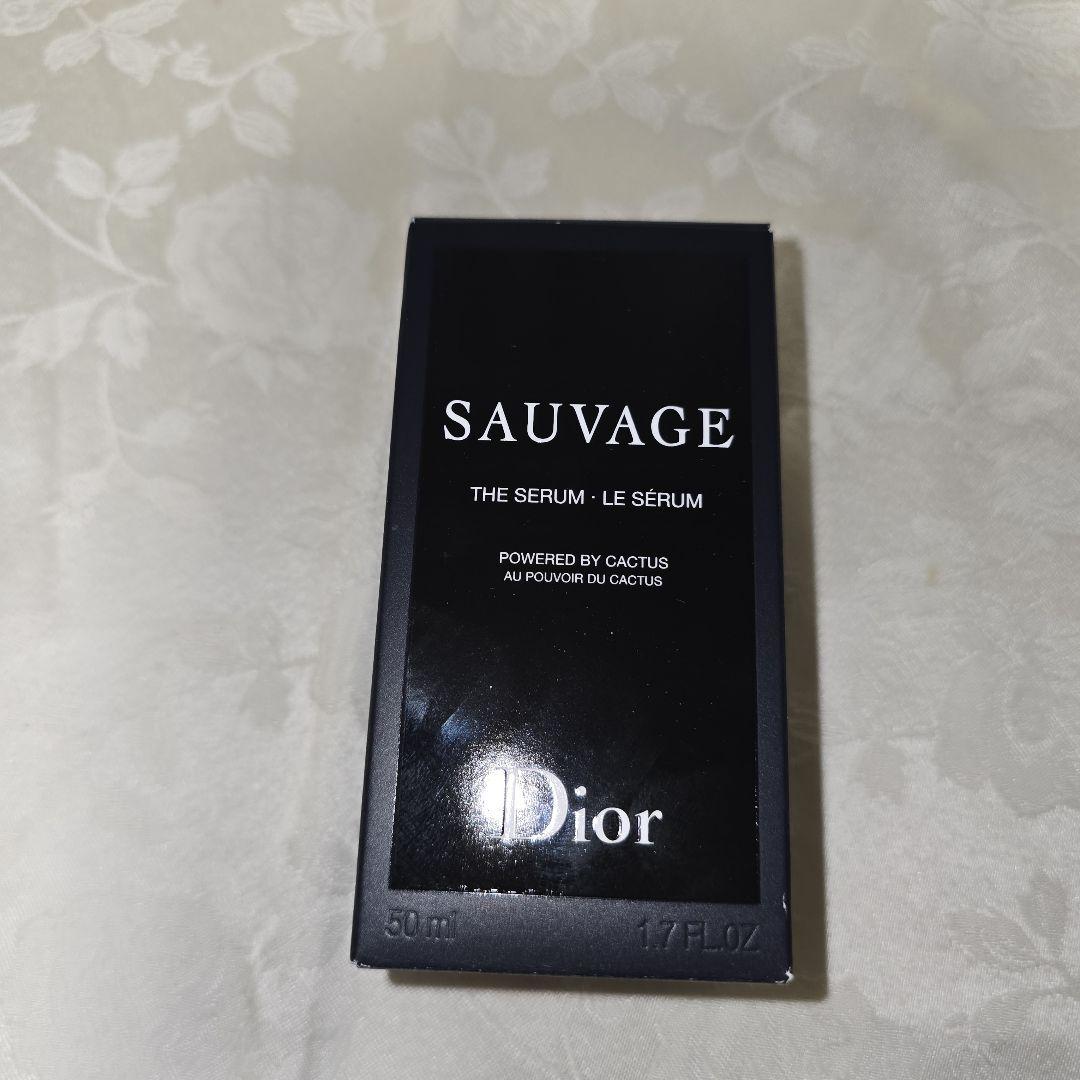 SAUVAGE
THE SERUM · LE SÉRUM
POWERED BY CACTUS
AU POUVOIR DU CACTUS
Dior
50 ml 1.7 FL.OZ